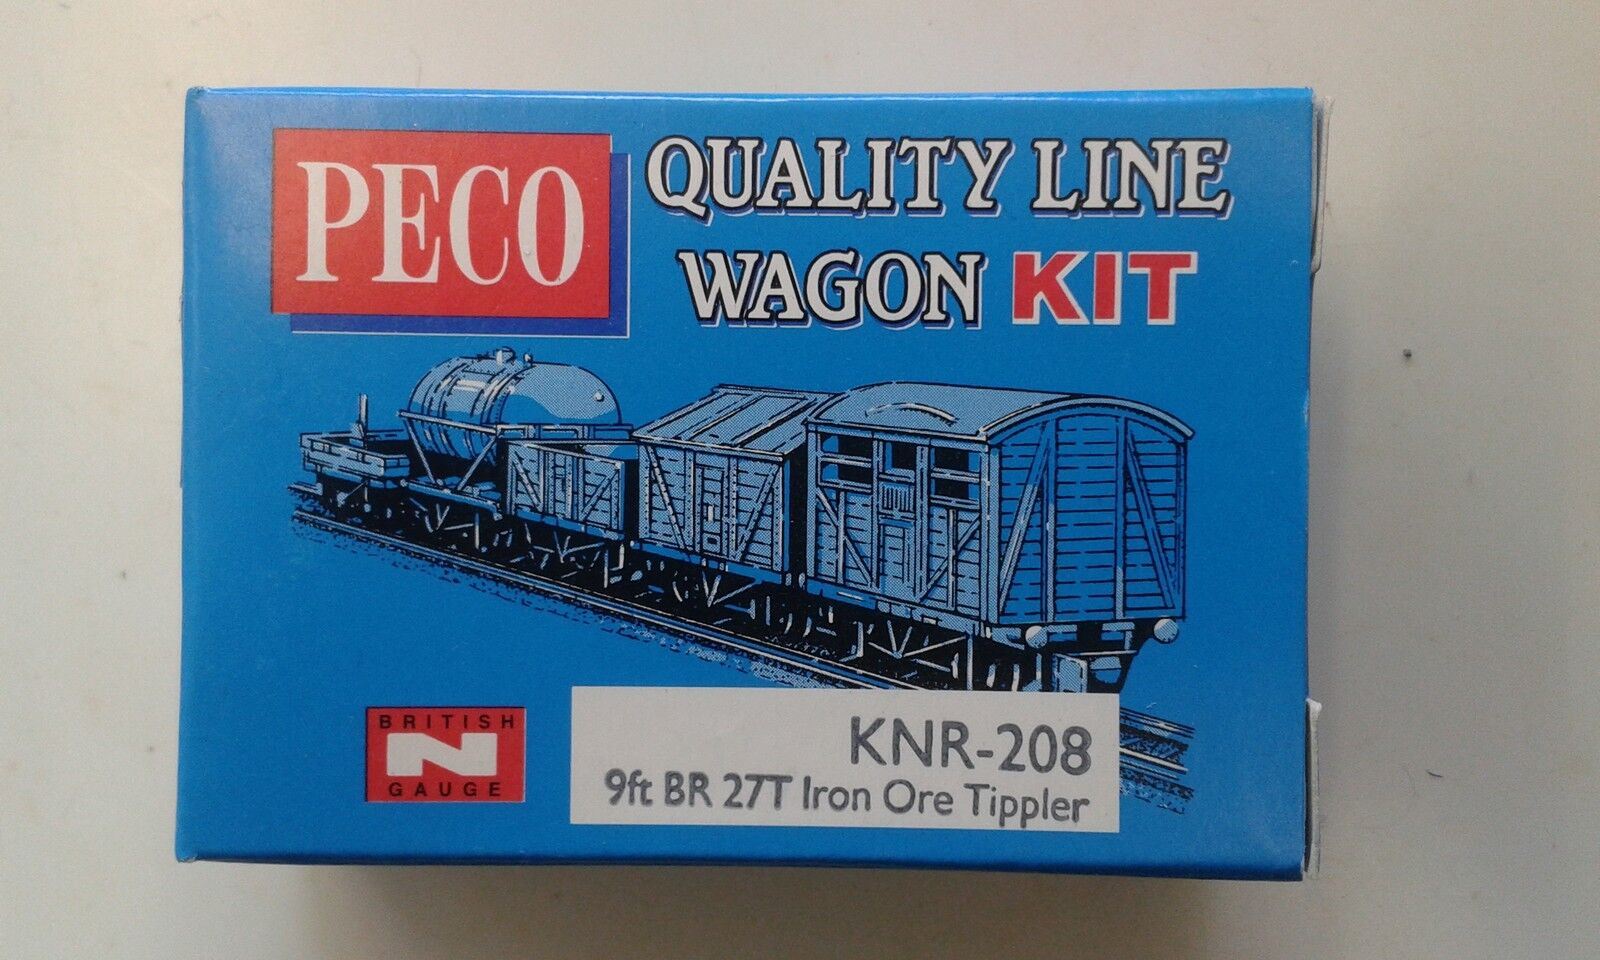 PECO
QUALITY LINE
WAGON KIT
BRITISH
N
GAUGE
KNR-208
9ft BR 27T Iron Ore Tippler